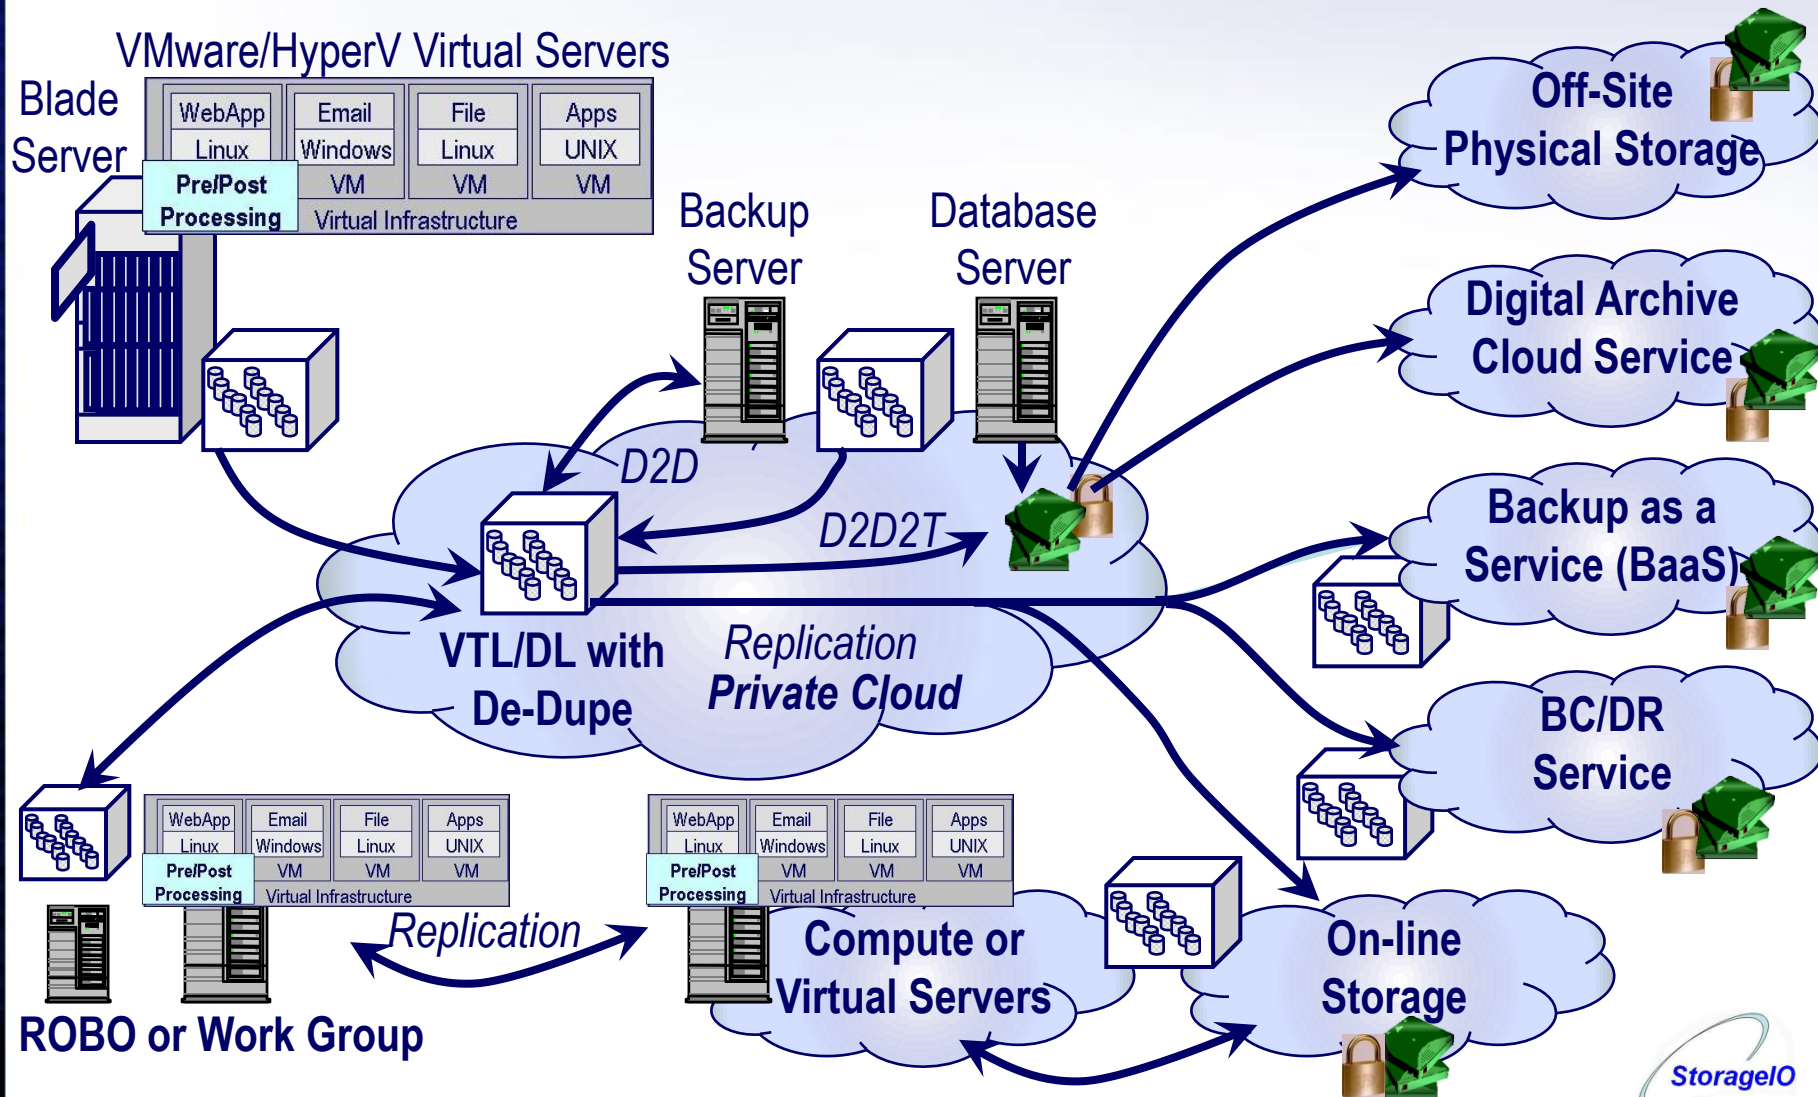 VMware/HyperV Virtual Servers
Blade
Server
WebApp
Linux
Email
Windows
VM
File
Linux
VM
Apps
UNIX
VM
Pre/Post
Processing
Virtual Infrastructure
Backup
Server
Database
Server
Off-Site
Physical Storage
Digital Archive
Cloud Service
Backup as a
Service (BaaS)
BC/DR
Service
D2D
D2D2T
VTL/DL with
De-Dupe
Replication
Private Cloud
WebApp
Linux
Email
Windows
VM
File
Linux
VM
Apps
UNIX
VM
Pre/Post
Processing
Virtual Infrastructure
ROBO or Work Group
Replication
WebApp
Linux
Email
Windows
VM
File
Linux
VM
Apps
UNIX
VM
Pre/Post
Processing
Virtual Infrastructure
Compute or
Virtual Servers
On-line
Storage
StorageIO